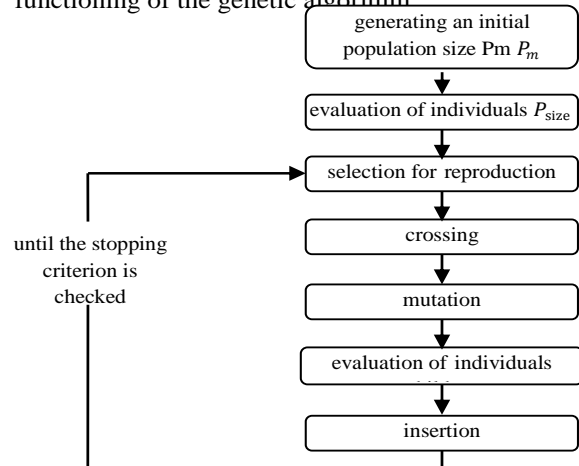 functioning of the genetic algorithm
generating an initial
population size Pm P_m
evaluation of individuals P_size
selection for reproduction
crossing
until the stopping
criterion is
checked
mutation
evaluation of individuals
insertion